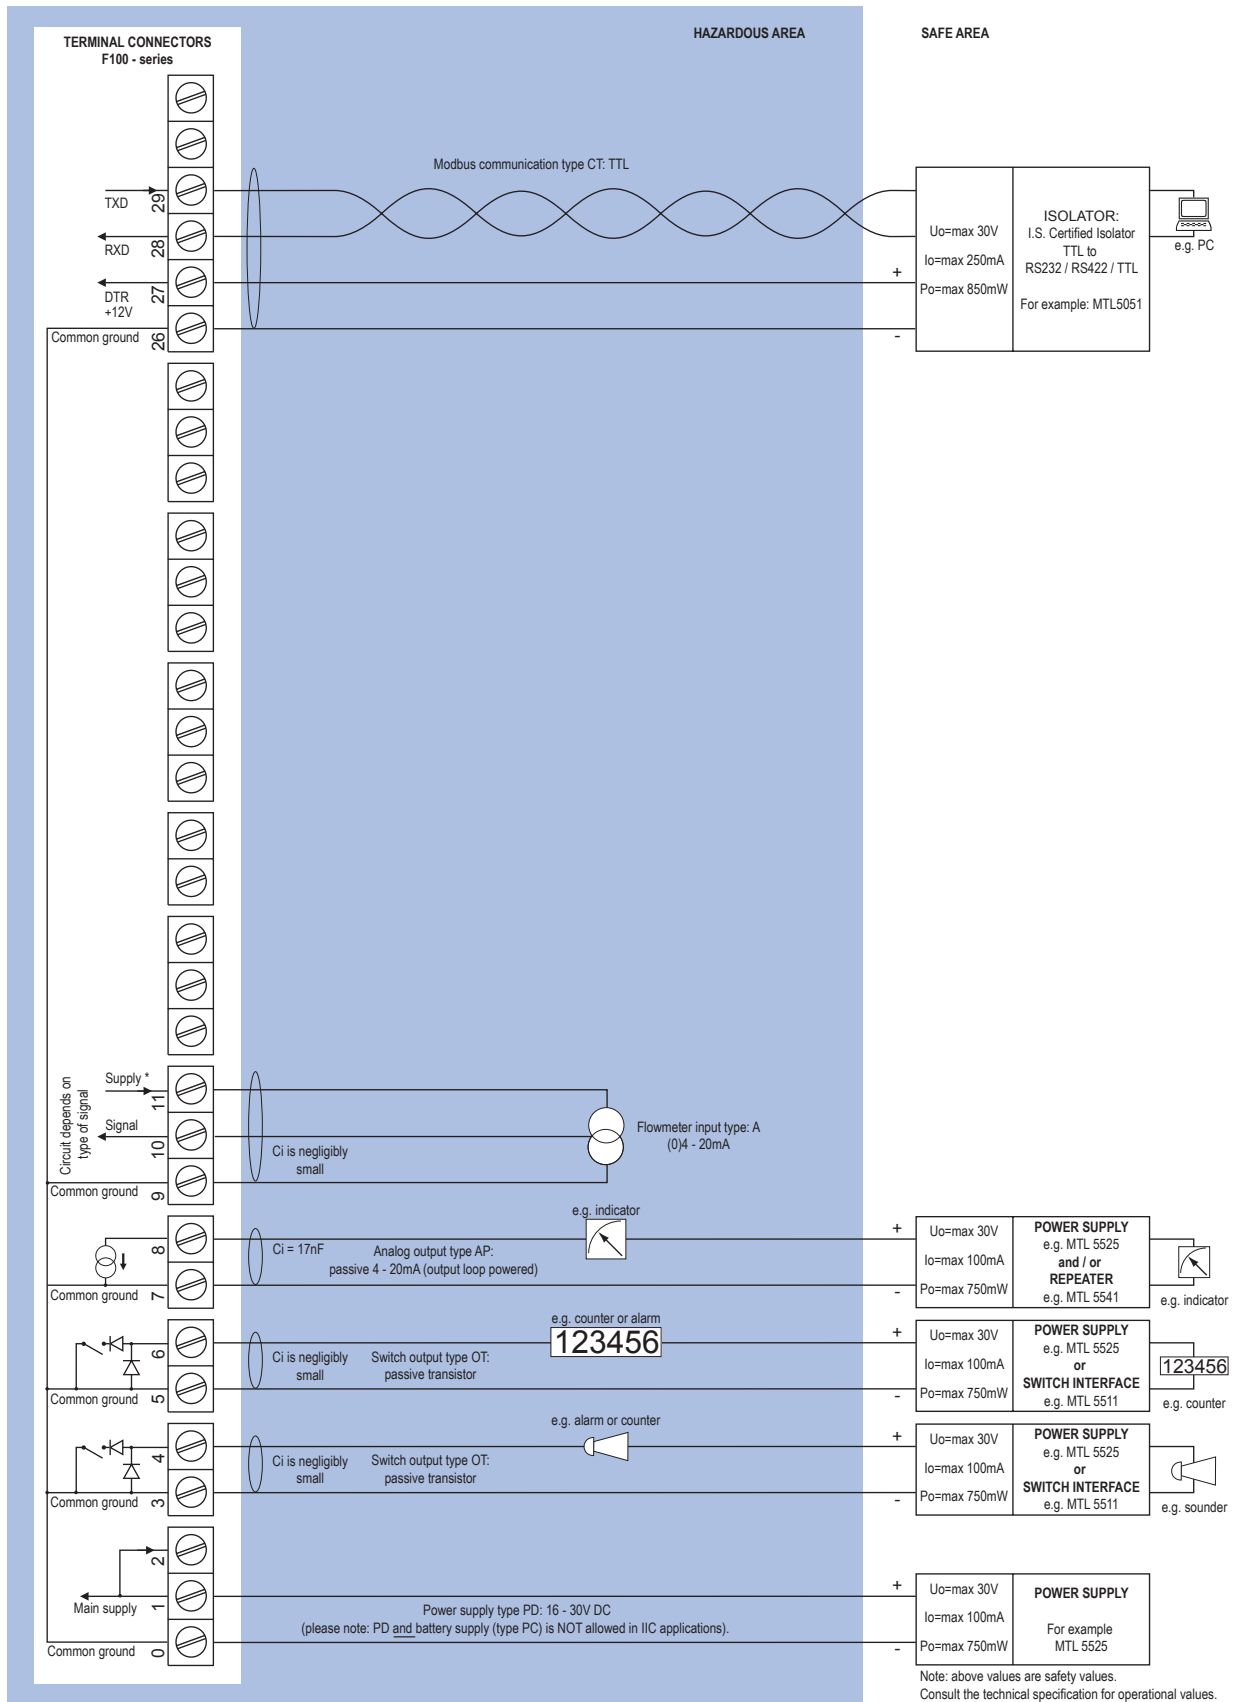 HAZARDOUS AREA
SAFE AREA
TERMINAL CONNECTORS
F100 - series
Modbus communication type CT: TTL
TXD
29
RXD
28
DTR
+12V
27
Common ground
26
+
-
Uo=max 30V
Io=max 250mA
Po=max 850mW
ISOLATOR:
I.S. Certified Isolator
TTL to
RS232 / RS422 / TTL
For example: MTL5051
e.g. PC
Circuit depends on
type of signal
Supply *
11
Signal
10
Common ground
9
Ci is negligibly
small
Flowmeter input type: A
(0)4 - 20mA
8
Common ground
7
Ci = 17nF
Analog output type AP:
passive 4 - 20mA (output loop powered)
e.g. indicator
+
-
Uo=max 30V
Io=max 100mA
Po=max 750mW
POWER SUPPLY
e.g. MTL 5525
and / or
REPEATER
e.g. MTL 5541
e.g. indicator
6
Common ground
5
Ci is negligibly
small
Switch output type OT:
passive transistor
e.g. counter or alarm
123456
+
-
Uo=max 30V
Io=max 100mA
Po=max 750mW
POWER SUPPLY
e.g. MTL 5525
or
SWITCH INTERFACE
e.g. MTL 5511
123456
e.g. counter
4
Common ground
3
Ci is negligibly
small
Switch output type OT:
passive transistor
e.g. alarm or counter
+
-
Uo=max 30V
Io=max 100mA
Po=max 750mW
POWER SUPPLY
e.g. MTL 5525
or
SWITCH INTERFACE
e.g. MTL 5511
e.g. sounder
2
Main supply
1
Common ground
0
Power supply type PD: 16 - 30V DC
(please note: PD and battery supply (type PC) is NOT allowed in IIC applications).
+
-
Uo=max 30V
Io=max 100mA
Po=max 750mW
POWER SUPPLY
For example
MTL 5525
Note: above values are safety values.
Consult the technical specification for operational values.